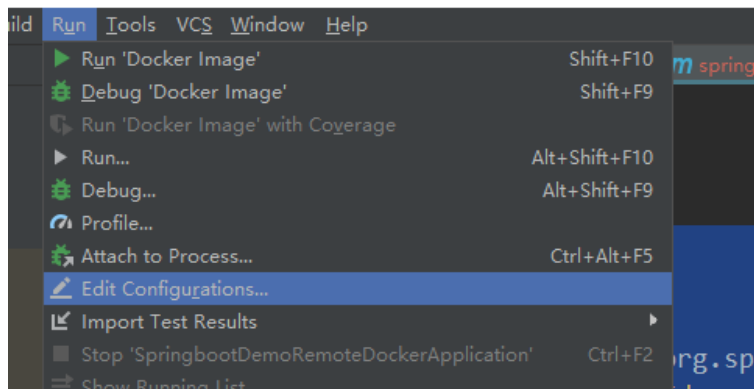 ild Run Tools VCS Window Help
Run 'Docker Image' Shift+F10
m spring
Debug 'Docker Image' Shift+F9
Run 'Docker Image' with Coverage
Run... Alt+Shift+F10
Debug... Alt+Shift+F9
Profile...
Attach to Process... Ctrl+Alt+F5
Edit Configurations...
Import Test Results
Stop 'SpringbootDemoRemoteDockerApplication' Ctrl+F2
org.sp
Show Running List